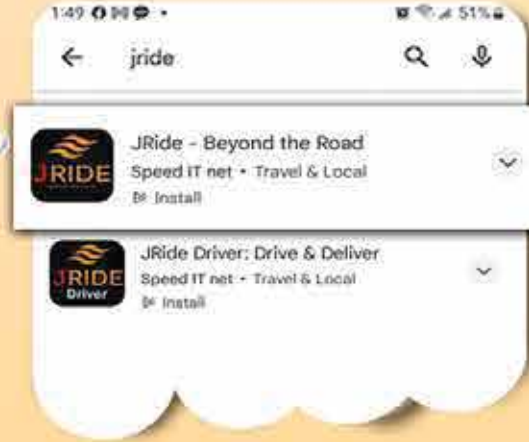 1:49
51%
jride
JRIDE
JRide - Beyond the Road
Speed IT net • Travel & Local
Install
JRIDE
Driver
JRide Driver: Drive & Deliver
Speed IT net • Travel & Local
Install